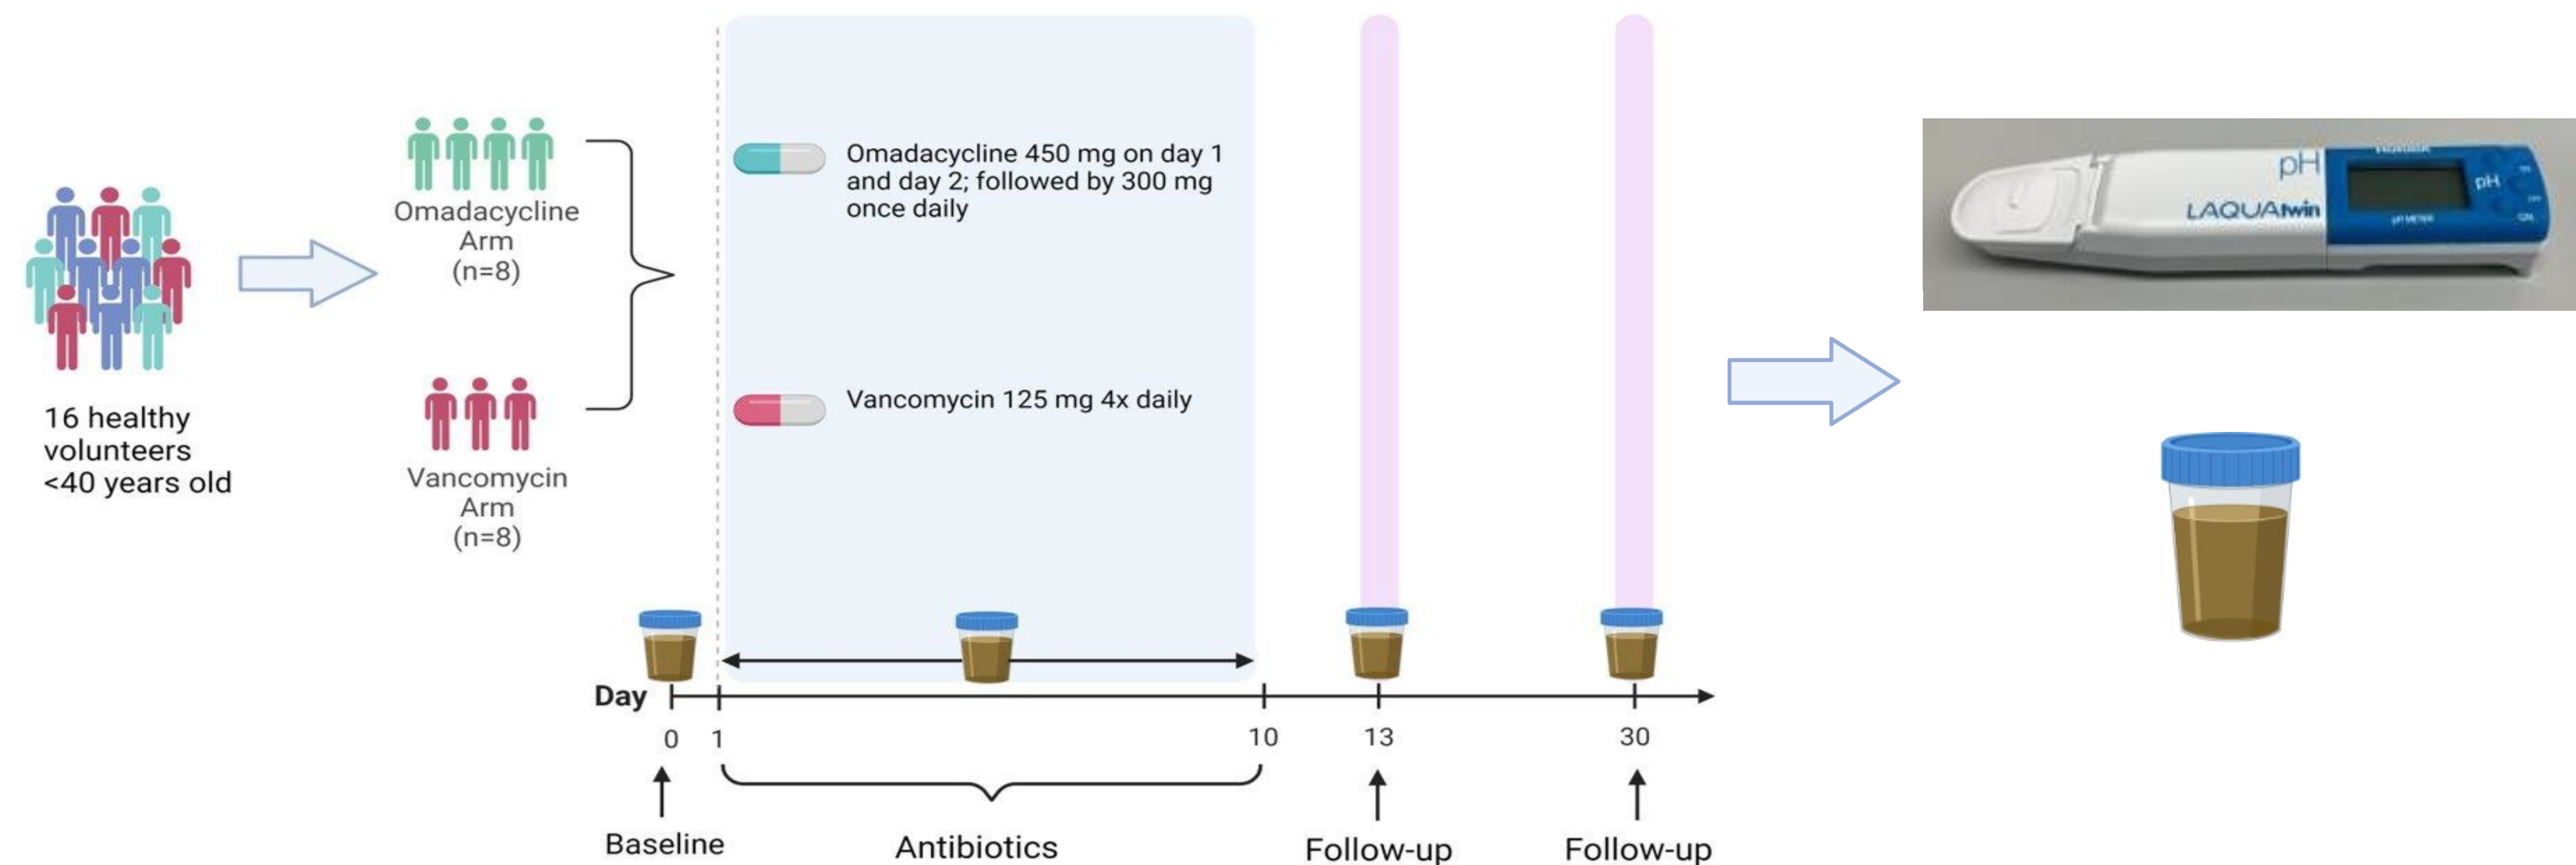 16 healthy
volunteers
<40 years old
Omadacycline
Arm
(n=8)
Vancomycin
Arm
(n=8)
Omadacycline 450 mg on day 1
and day 2; followed by 300 mg
once daily
Vancomycin 125 mg 4x daily
Day
0 1 10 13 30
Baseline
Antibiotics
Follow-up
Follow-up
pH
LAQUAtwin
pH
pH METER